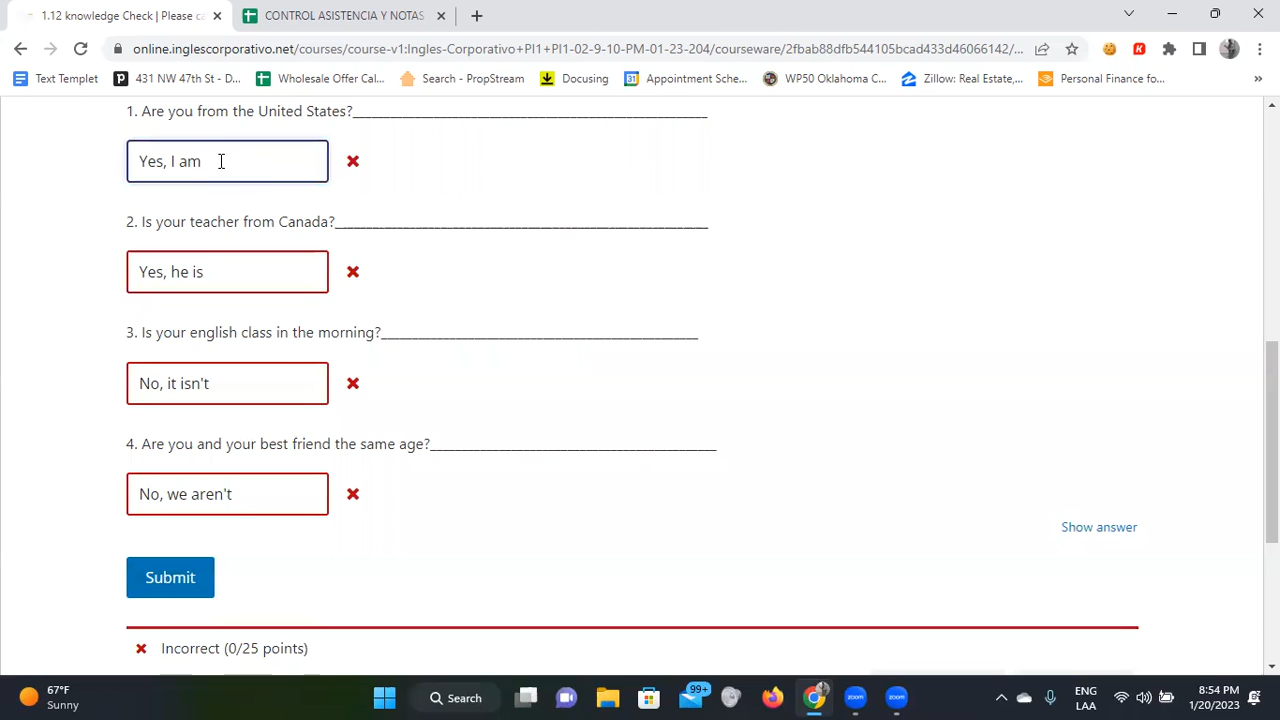 1.12 knowledge Check | Please ca
CONTROL ASISTENCIA Y NOTAS
online.inglescorporativo.net/courses/course-v1:Ingles-Corporativo+PI1+PI1-02-9-10-PM-01-23-204/courseware/2fbab88dfb544105bcad433d46066142/...
Text Templet
431 NW 47th St - D...
Wholesale Offer Cal...
Search - PropStream
Docusing
Appointment Sche...
WP50 Oklahoma C...
Zillow: Real Estate,...
Personal Finance fo...
»
1. Are you from the United States?__________
Yes, I am
2. Is your teacher from Canada?__________
Yes, he is
3. Is your english class in the morning?__________
No, it isn't
4. Are you and your best friend the same age?__________
No, we aren't
Show answer
Submit
Incorrect (0/25 points)
67°F
Sunny
Search
99+
ENG
LAA
8:54 PM
1/20/2023